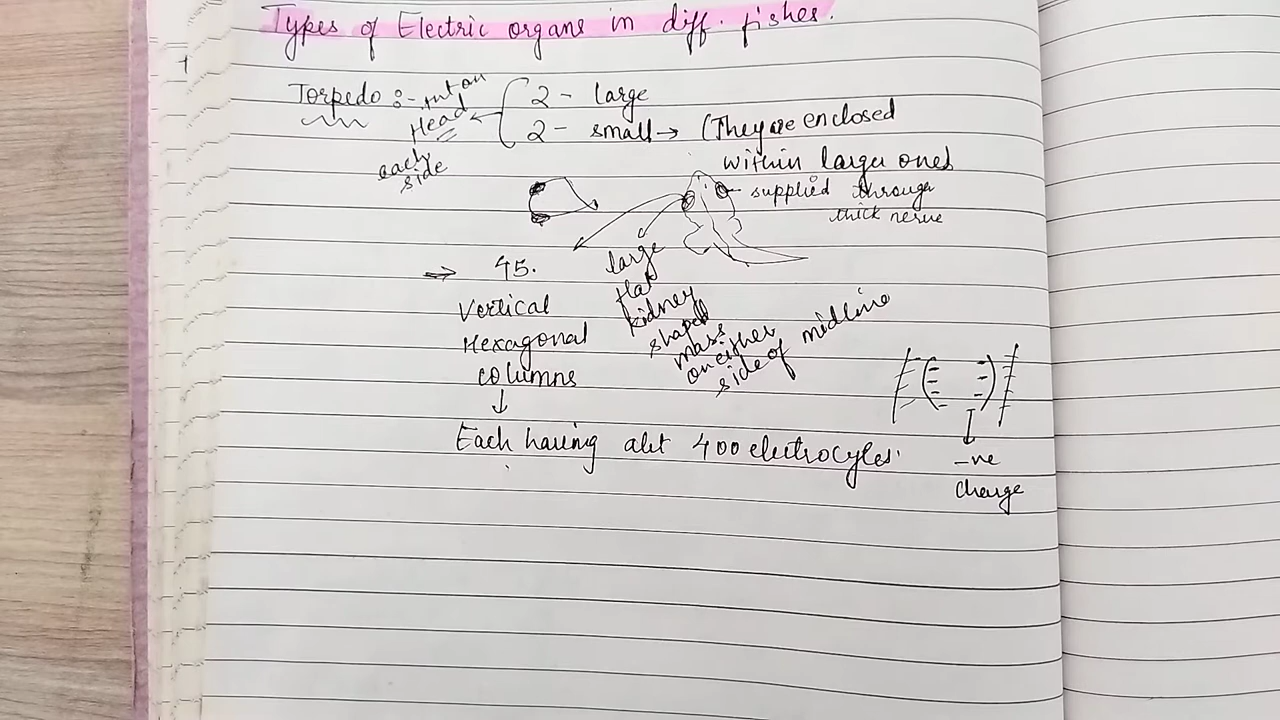 Types of Electric organs in diff. fishes.
Torpedo :-
Head
each side
2 - large
2 - small → (They are enclosed
within larger ones)
supplied through
thick nerve
⇒ 45.
Vertical
Hexagonal
columns
↓
Each having abt 400 electrocytes.
large
flat
kidney
shaped
mass
on either
side of midline
-ve
charge